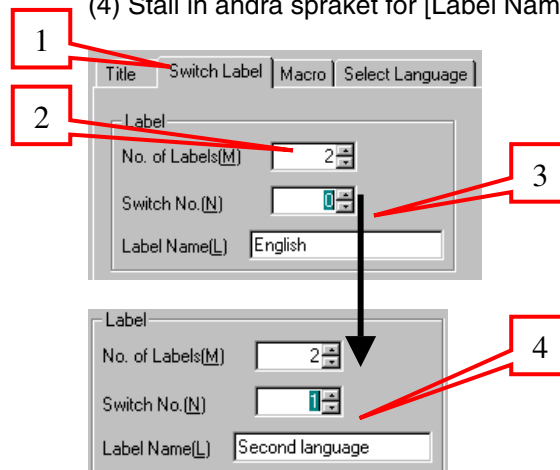 (4) Ställ in andra språket för [Label Nam
1
Title Switch Label Macro Select Language
2
Label
No. of Labels(M) 2
3
Switch No.(N) 0
Label Name(L) English
Label
No. of Labels(M) 2
4
Switch No.(N) 1
Label Name(L) Second language